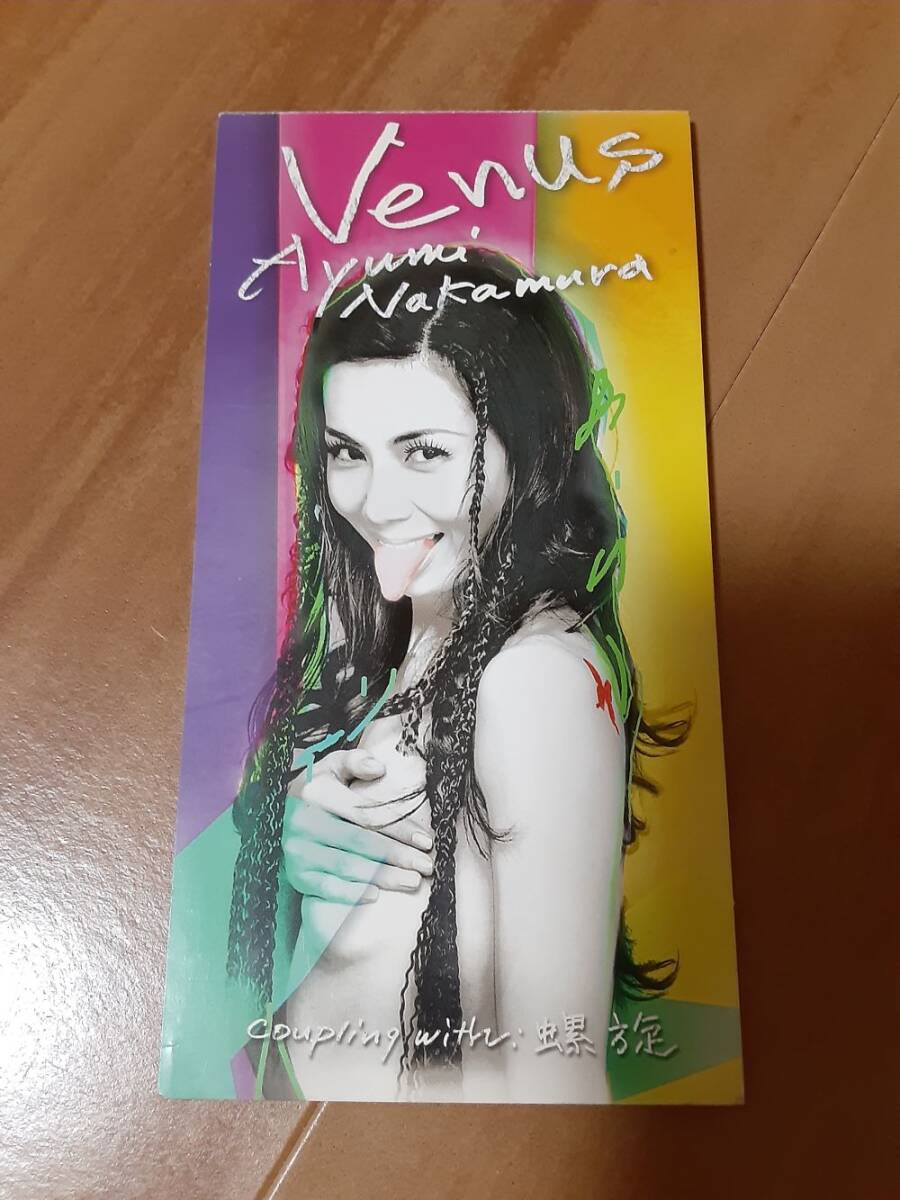 Venus
Ayumi
Nakamura
coupling with: 螺旋